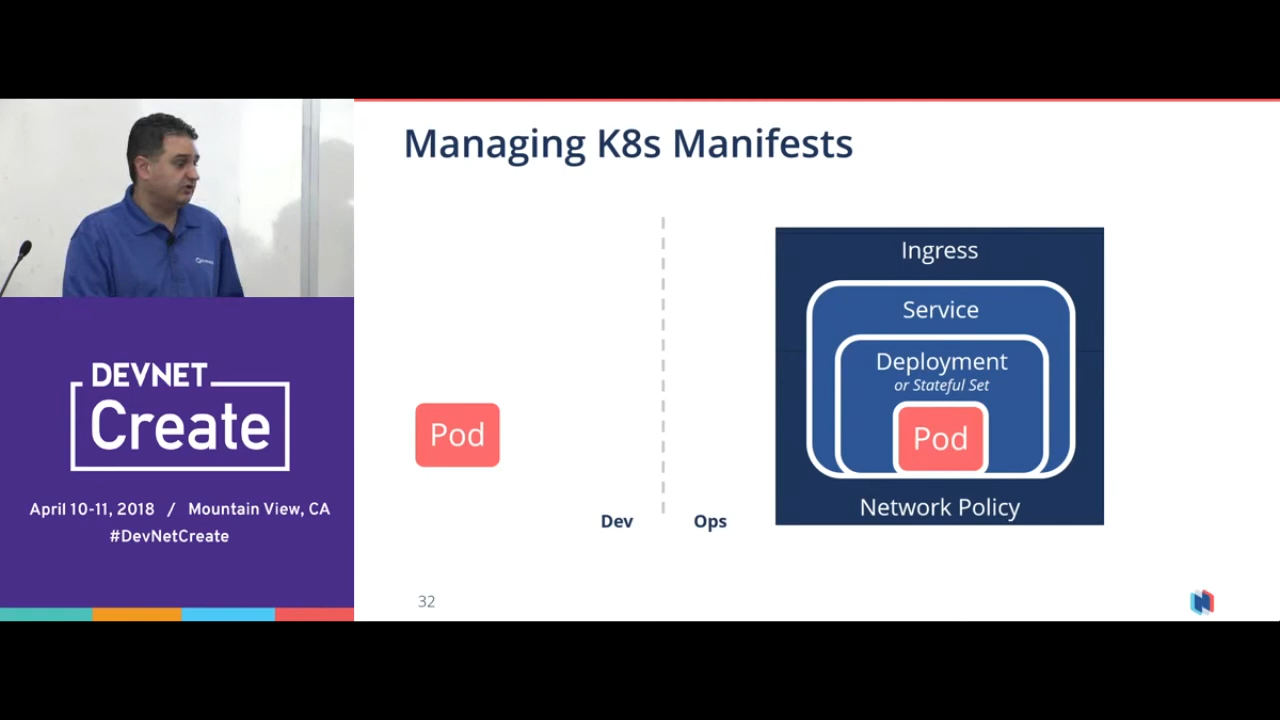 DEVNET
Create
April 10-11, 2018 / Mountain View, CA
#DevNetCreate
Managing K8s Manifests
Pod
Dev
Ops
Ingress
Service
Deployment
or Stateful Set
Pod
Network Policy
32